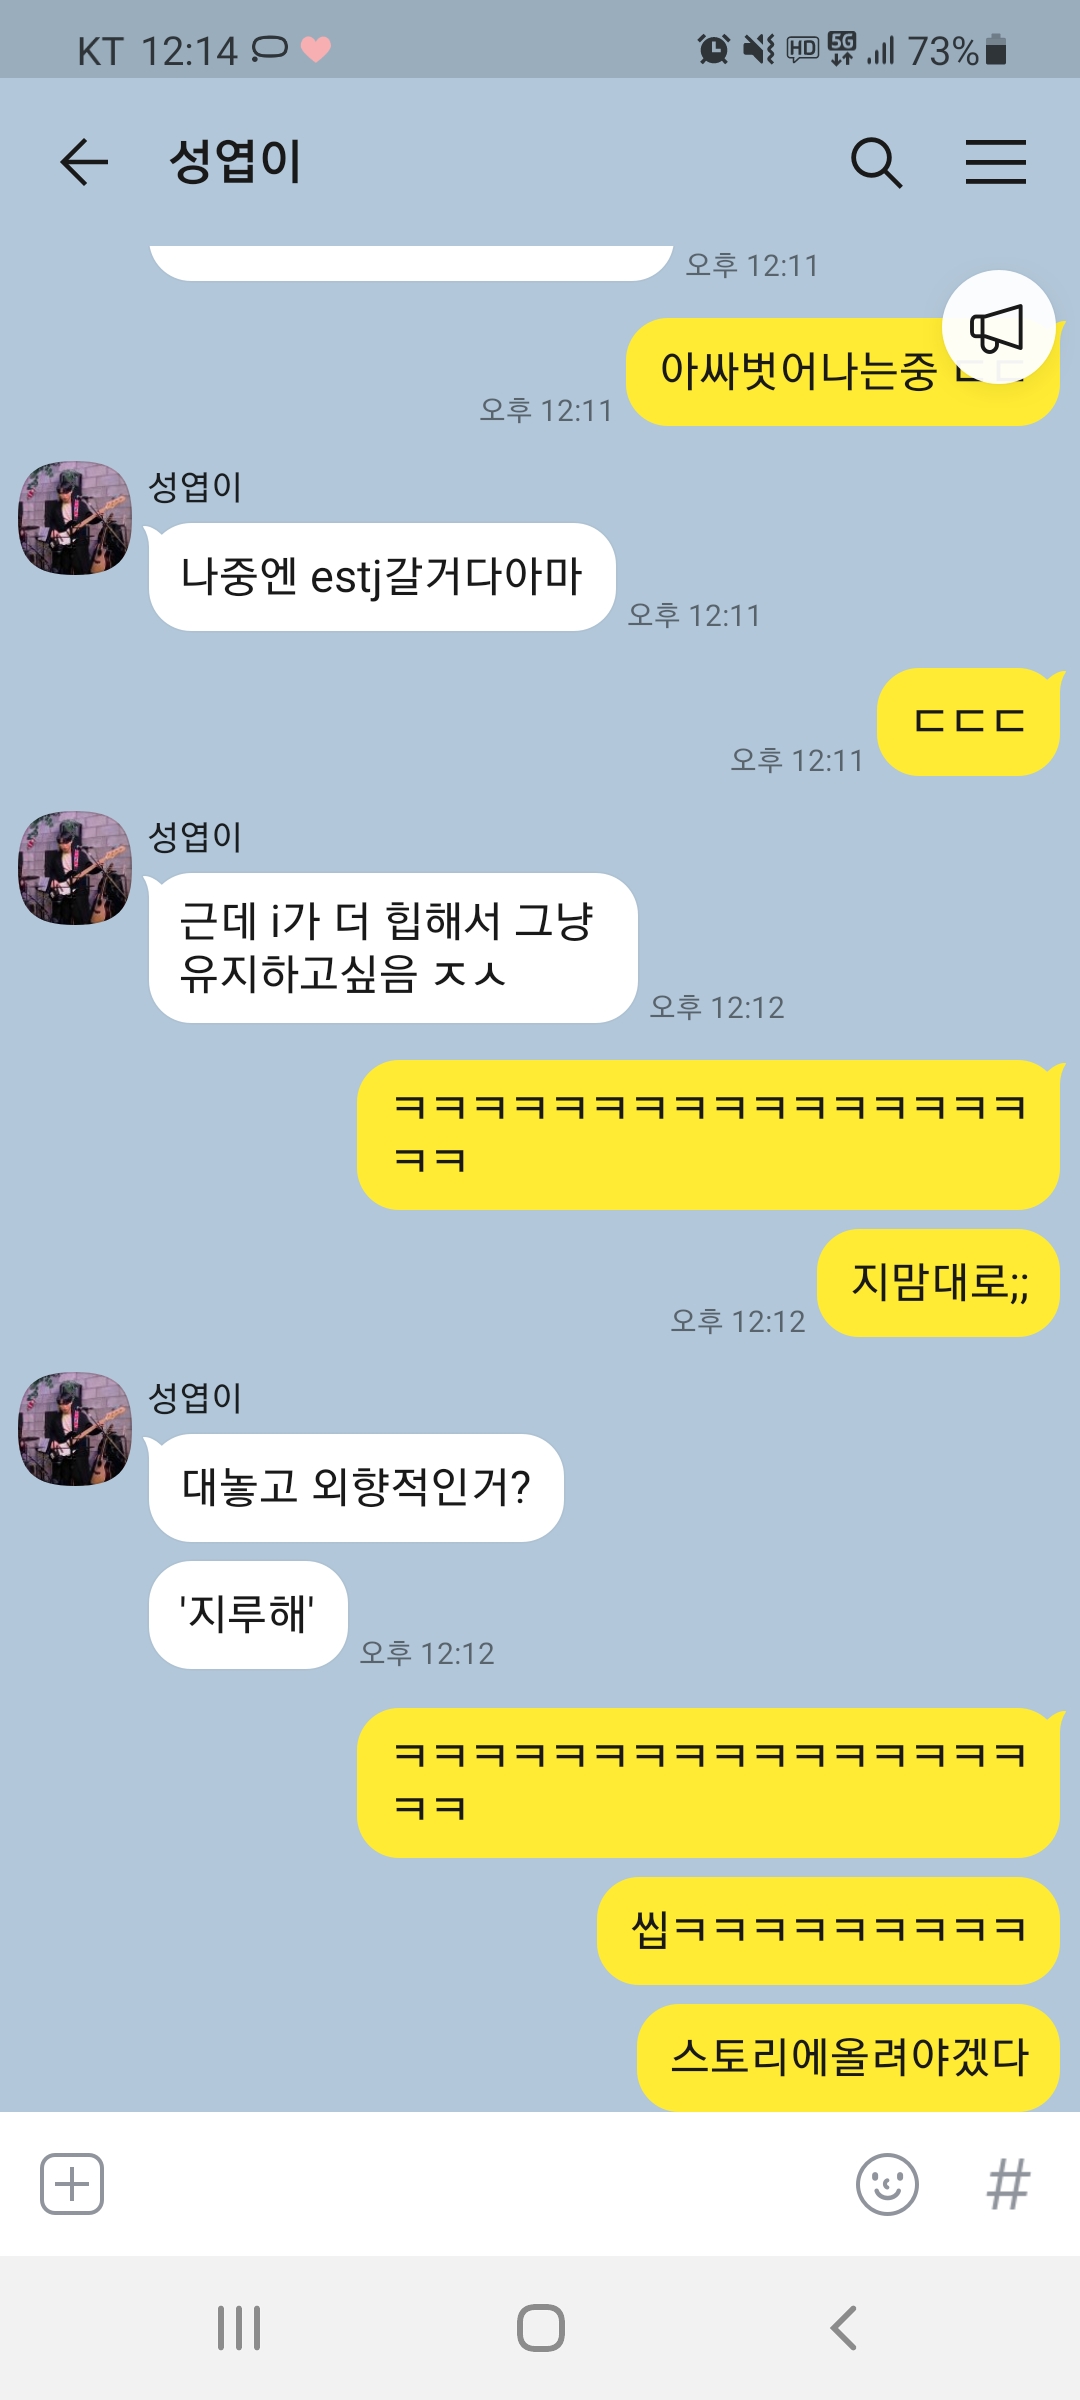 KT 12:14
HD 5G 73%
성엽이
오후 12:11
아싸벗어나는중 ㄷㄷ
오후 12:11
성엽이
나중엔 estj갈거다아마
오후 12:11
ㄷㄷㄷ
오후 12:11
성엽이
근데 i가 더 힙해서 그냥
유지하고싶음 ㅈㅅ
오후 12:12
ㅋㅋㅋㅋㅋㅋㅋㅋㅋㅋㅋㅋㅋㅋㅋㅋ
ㅋㅋ
지맘대로;;
오후 12:12
성엽이
대놓고 외향적인거?
'지루해'
오후 12:12
ㅋㅋㅋㅋㅋㅋㅋㅋㅋㅋㅋㅋㅋㅋㅋㅋ
ㅋㅋ
씹ㅋㅋㅋㅋㅋㅋㅋㅋㅋ
스토리에올려야겠다
#